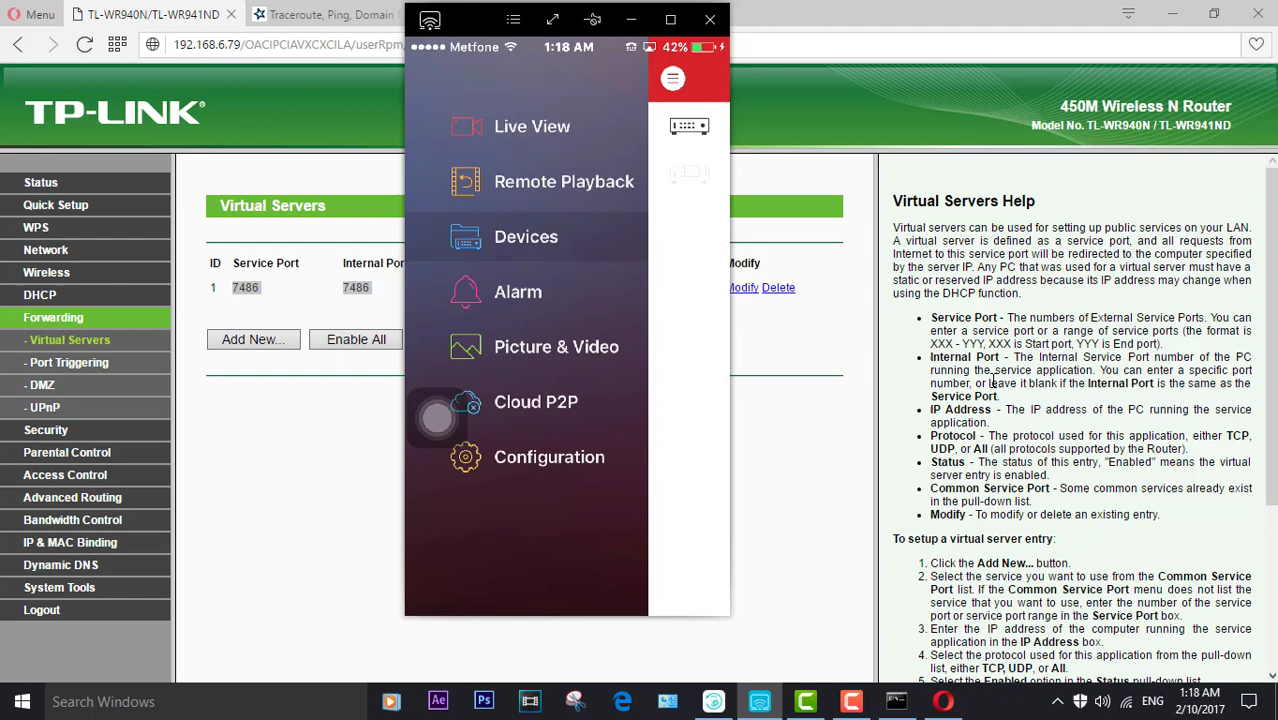 TL-WR940N/TL-WR941ND
Traceroute, Ping, Domain
192.168.6.79/OACIPCIAVXCXCILA/userRpm/
TP-LINK®
450M Wireless N Router
Model No. TL-WR940N / TL-WR941ND
Status
Quick Setup
WPS
Network
Wireless
DHCP
Forwarding
- Virtual Servers
- Port Triggering
- DMZ
- UPnP
Security
Parental Control
Access Control
Advanced Routing
Bandwidth Control
IP & MAC Binding
Dynamic DNS
System Tools
Logout
Virtual Servers
ID Service Port Internal Por Modify
1 7486 7486 Modify Delete
Add New... Enable All
Metfone 1:18 AM 42%
Live View
Remote Playback
Devices
Alarm
Picture & Video
Cloud P2P
Configuration
Virtual Servers Help
Virtual servers can be used for setting up public services on your LAN.
A virtual server is defined as a service port, and all requests from
Internet to this service port will be redirected to the computer specified
by the server IP. Any PC that was used for a virtual server must have a
static or reserved IP address because its IP address may change when
using the DHCP function.
Service Port - The numbers of External Service Ports. You can
enter a service port or a range of service ports (the format is
XXX - YYY, XXX is Start port, YYY is End port).
Internal Port - The Internal Service Port number of the PC
running the service application. You can enter a specific port
number, or leave it blank if the Internal Port is the same as the
Service Port.
IP Address - The IP address of the PC running the service
application.
Protocol - The protocol used for this application, either TCP,
UDP, or All (all protocols supported by the Router).
Status - The status of this entry, "Enabled" means the virtual
server entry is enabled.
Common Service Port - Some common services already exist
in the pull-down list.
Modify - To modify or delete an existing entry.
To setup a virtual server entry:
1. Click the Add New... button.
2. Select the service you want to use from the Common Service
Port list. If the Common Service Port menu does not list the
service that you want to use, enter the number of the service
port or service port range in the Service Port box.
3. Enter the IP address of the computer running the service
application in the IP Address box.
4. Select the protocol used for this application from the pull-down
list, either TCP, UDP, or All.
5. Select the Enabled option in the Status pull-down list.
Search Windows
Ae
Ps
ENG
1:18 AM
2/10/2017